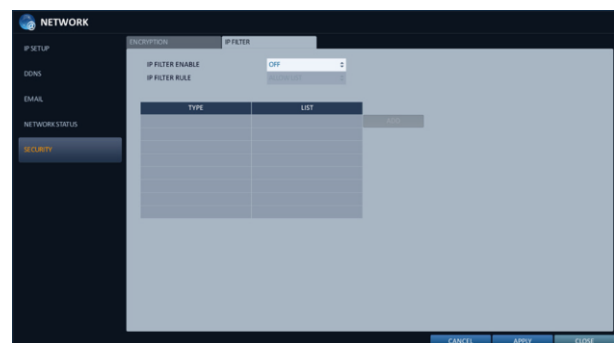 NETWORK
IP SETUP
DDNS
EMAIL
NETWORK STATUS
SECURITY
ENCRYPTION IP FILTER
IP FILTER ENABLE OFF
IP FILTER RULE
TYPE LIST
CANCEL APPLY CLOSE